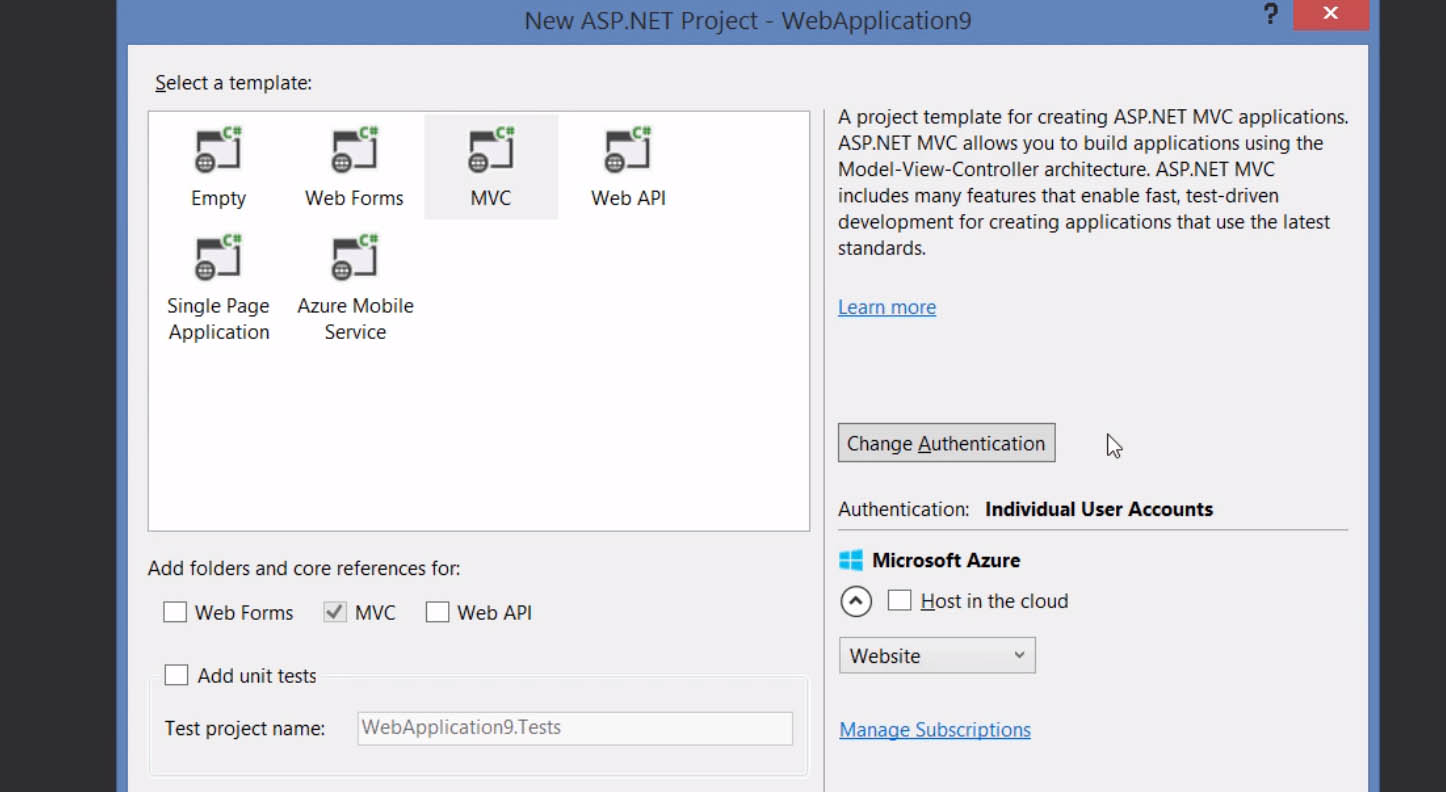 New ASP.NET Project - WebApplication9
?
Select a template:
C#
C#
C#
C#
Empty
Web Forms
MVC
Web API
C#
C#
Single Page
Application
Azure Mobile
Service
A project template for creating ASP.NET MVC applications.
ASP.NET MVC allows you to build applications using the
Model-View-Controller architecture. ASP.NET MVC
includes many features that enable fast, test-driven
development for creating applications that use the latest
standards.
Learn more
Change Authentication
Authentication: Individual User Accounts
Microsoft Azure
Host in the cloud
Website
Manage Subscriptions
Add folders and core references for:
Web Forms
MVC
Web API
Add unit tests
Test project name:
WebApplication9.Tests